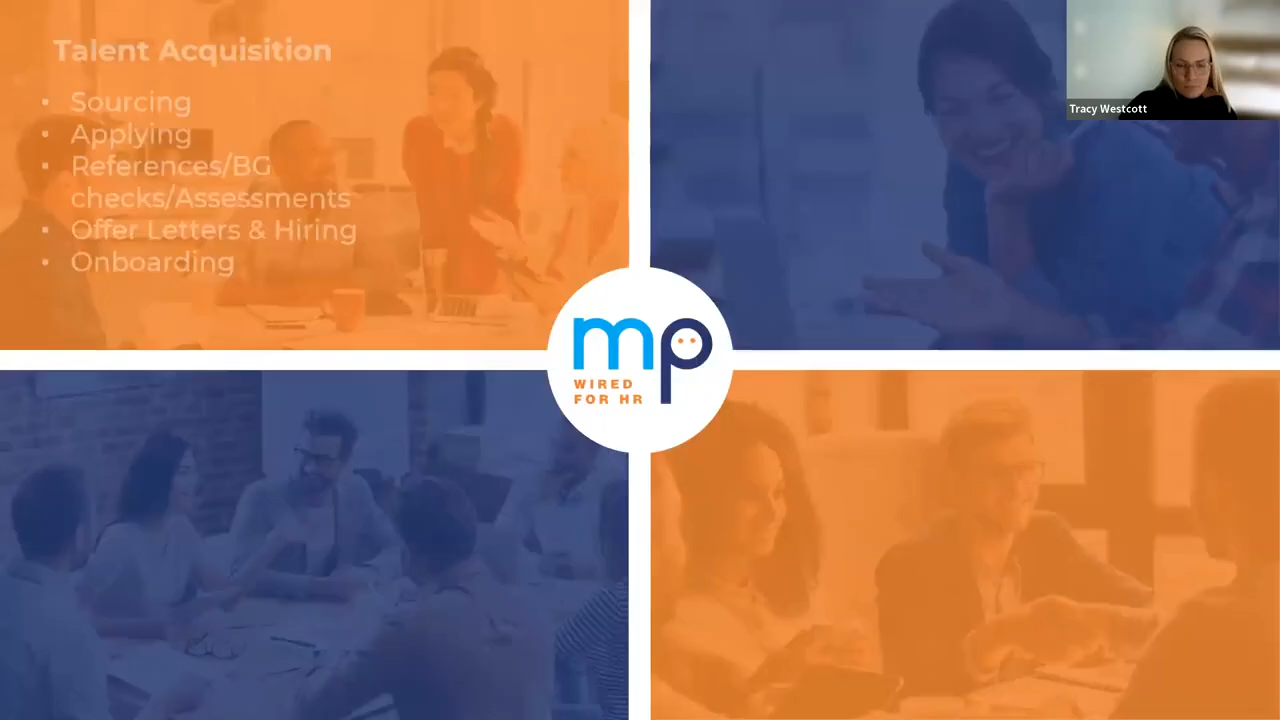 Talent Acquisition
• Sourcing
• Applying
• References/BG
checks/Assessments
• Offer Letters & Hiring
• Onboarding
Tracy Westcott
mp
WIRED
FOR HR